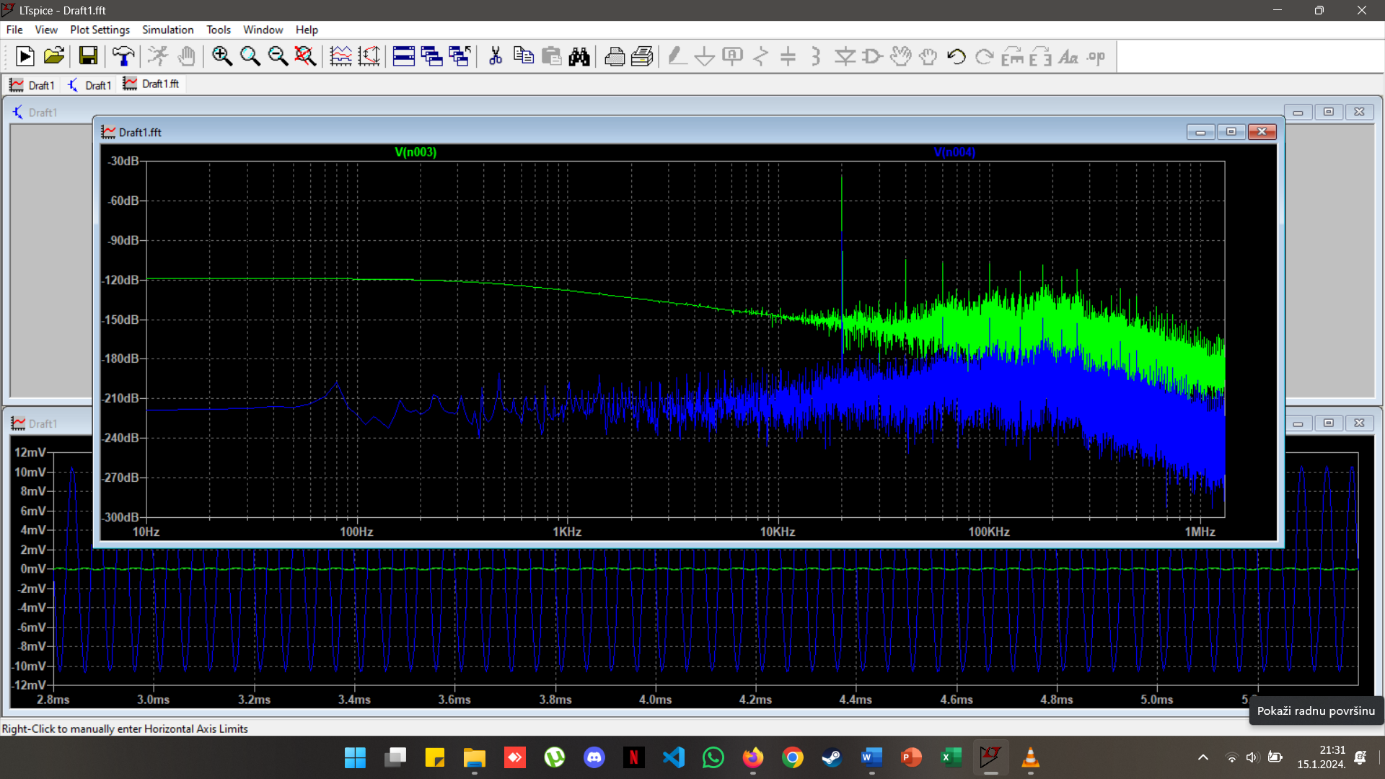 LTspice - Draft1.fft
File View Plot Settings Simulation Tools Window Help
Draft1 Draft1 Draft1.fft
Draft1
Draft1.fft
V(n003) V(n004)
-30dB
-60dB
-90dB
-120dB
-150dB
-180dB
-210dB
-240dB
-270dB
-300dB
10Hz 100Hz 1KHz 10KHz 100KHz 1MHz
Draft1
12mV
10mV
8mV
6mV
4mV
2mV
0mV
-2mV
-4mV
-6mV
-8mV
-10mV
-12mV
2.8ms 3.0ms 3.2ms 3.4ms 3.6ms 3.8ms 4.0ms 4.2ms 4.4ms 4.6ms 4.8ms 5.0ms
Pokaži radnu površinu
Right-Click to manually enter Horizontal Axis Limits
21:31
15.1.2024.